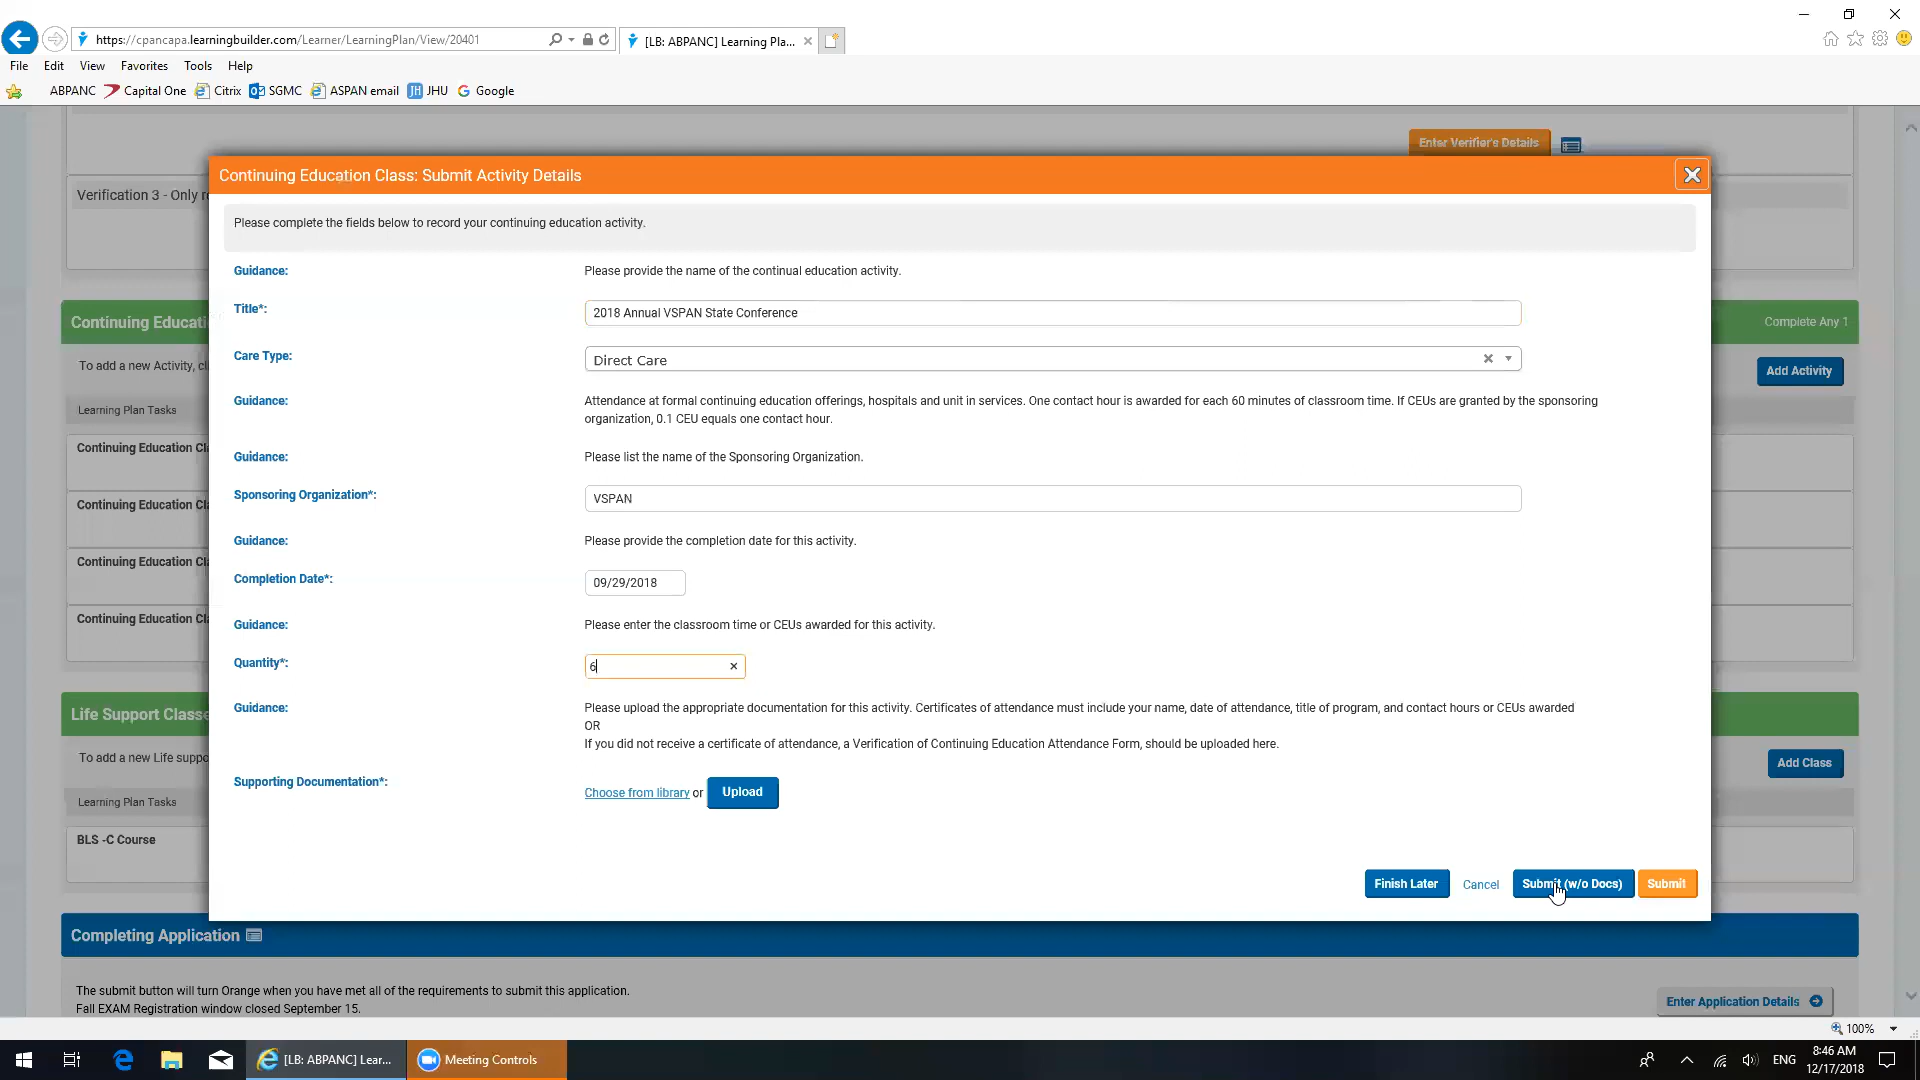 https://cpancapa.learningbuilder.com/Learner/LearningPlan/View/20401
[LB: ABPANC] Learning Pla...
File Edit View Favorites Tools Help
ABPANC Capital One Citrix SGMC ASPAN email JHU Google
Enter Verifier's Details
Verification 3 - Only r
Continuing Education Class: Submit Activity Details
Please complete the fields below to record your continuing education activity.
Guidance: Please provide the name of the continual education activity.
Title*: 2018 Annual VSPAN State Conference
Care Type: Direct Care
Guidance: Attendance at formal continuing education offerings, hospitals and unit in services. One contact hour is awarded for each 60 minutes of classroom time. If CEUs are granted by the sponsoring
organization, 0.1 CEU equals one contact hour.
Guidance: Please list the name of the Sponsoring Organization.
Sponsoring Organization*: VSPAN
Guidance: Please provide the completion date for this activity.
Completion Date*: 09/29/2018
Guidance: Please enter the classroom time or CEUs awarded for this activity.
Quantity*: 6
Guidance: Please upload the appropriate documentation for this activity. Certificates of attendance must include your name, date of attendance, title of program, and contact hours or CEUs awarded
OR
If you did not receive a certificate of attendance, a Verification of Continuing Education Attendance Form, should be uploaded here.
Supporting Documentation*: Choose from library or Upload
Finish Later Cancel Submit (w/o Docs) Submit
Continuing Educati
Complete Any 1
To add a new Activity, cl
Add Activity
Learning Plan Tasks
Continuing Education Cl
Continuing Education Cl
Continuing Education Cl
Continuing Education Cl
Life Support Classe
To add a new Life suppo
Add Class
Learning Plan Tasks
BLS -C Course
Completing Application
The submit button will turn Orange when you have met all of the requirements to submit this application.
Fall EXAM Registration window closed September 15.
Enter Application Details
100%
[LB: ABPANC] Lear...
Meeting Controls
ENG
8:46 AM
12/17/2018